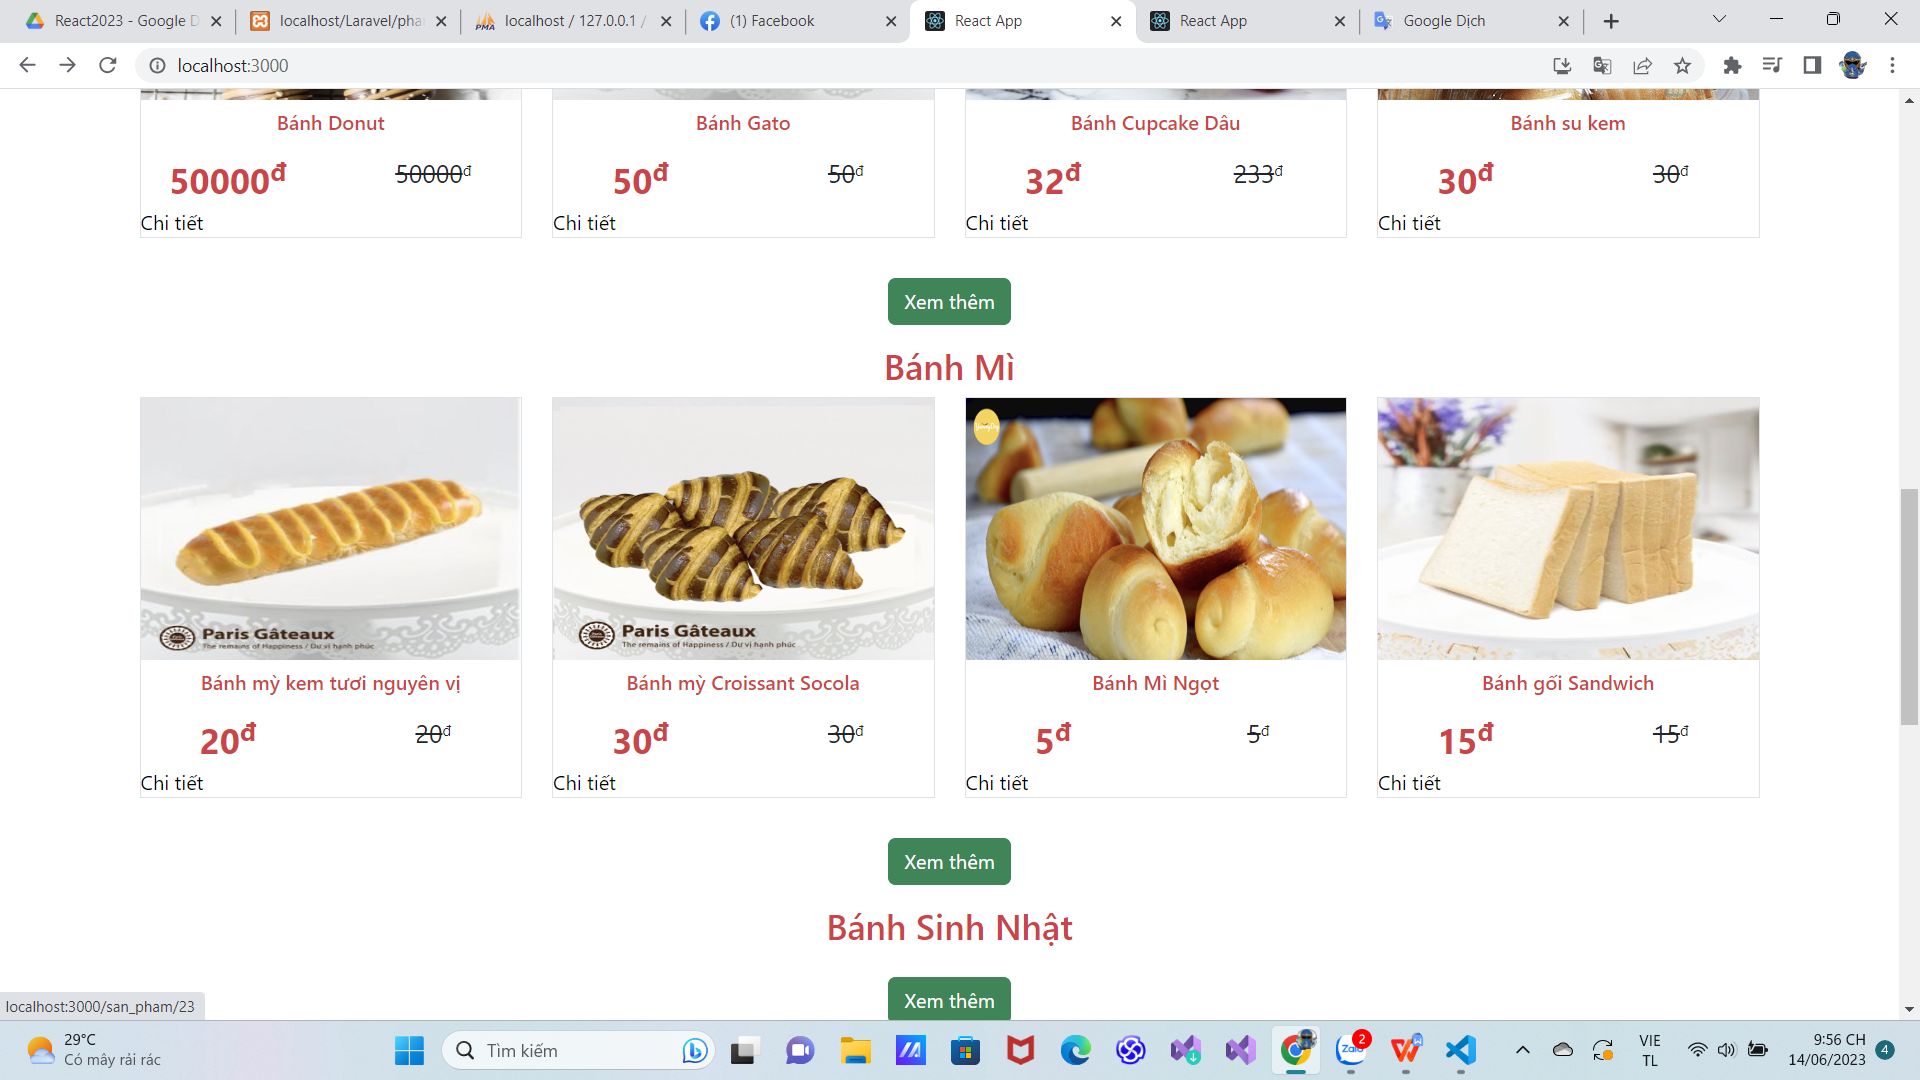 React2023 - Google D
localhost/Laravel/pha
localhost / 127.0.0.1 /
(1) Facebook
React App
React App
Google Dịch
localhost:3000
Bánh Donut
Bánh Gato
Bánh Cupcake Dâu
Bánh su kem
50000đ 50000đ
50đ 50đ
32đ 233đ
30đ 30đ
Chi tiết
Chi tiết
Chi tiết
Chi tiết
Xem thêm
Bánh Mì
Paris Gâteaux
The remains of Happiness / Dư vị hạnh phúc
Paris Gâteaux
The remains of Happiness / Dư vị hạnh phúc
Bánh mỳ kem tươi nguyên vị
Bánh mỳ Croissant Socola
Bánh Mì Ngọt
Bánh gối Sandwich
20đ 20đ
30đ 30đ
5đ 5đ
15đ 15đ
Chi tiết
Chi tiết
Chi tiết
Chi tiết
Xem thêm
Bánh Sinh Nhật
Xem thêm
localhost:3000/san_pham/23
29°C
Có mây rải rác
Tìm kiếm
Zalo
2
VIE
TL
9:56 CH
14/06/2023
4